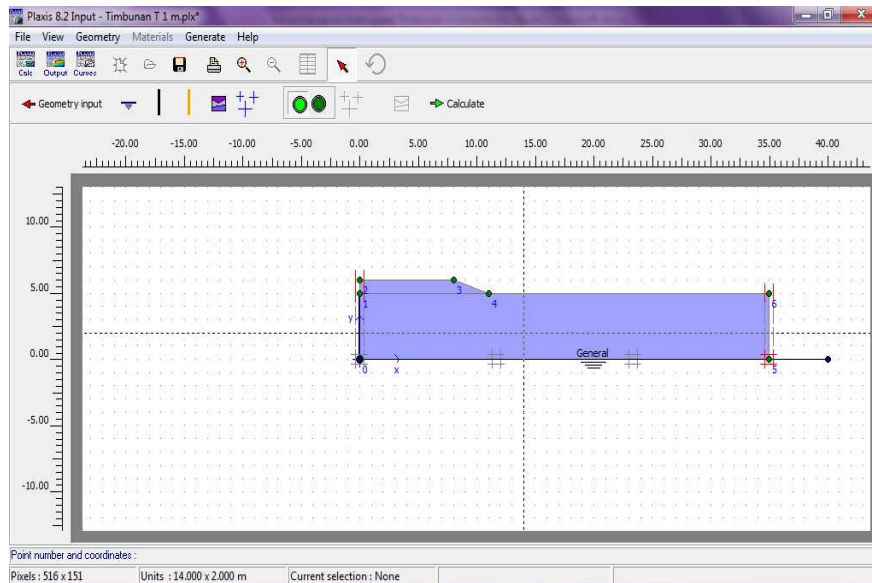 Plaxis 8.2 Input - Timbunan T 1 m.plx*
File View Geometry Materials Generate Help
Calc Output Curves
Geometry input Calculate
-20.00 -15.00 -10.00 -5.00 0.00 5.00 10.00 15.00 20.00 25.00 30.00 35.00 40.00
10.00
5.00
0.00
-5.00
-10.00
2
3
1
4
6
y
General
0
x
5
Point number and coordinates :
Pixels : 516 x 151 Units : 14.000 x 2.000 m Current selection : None